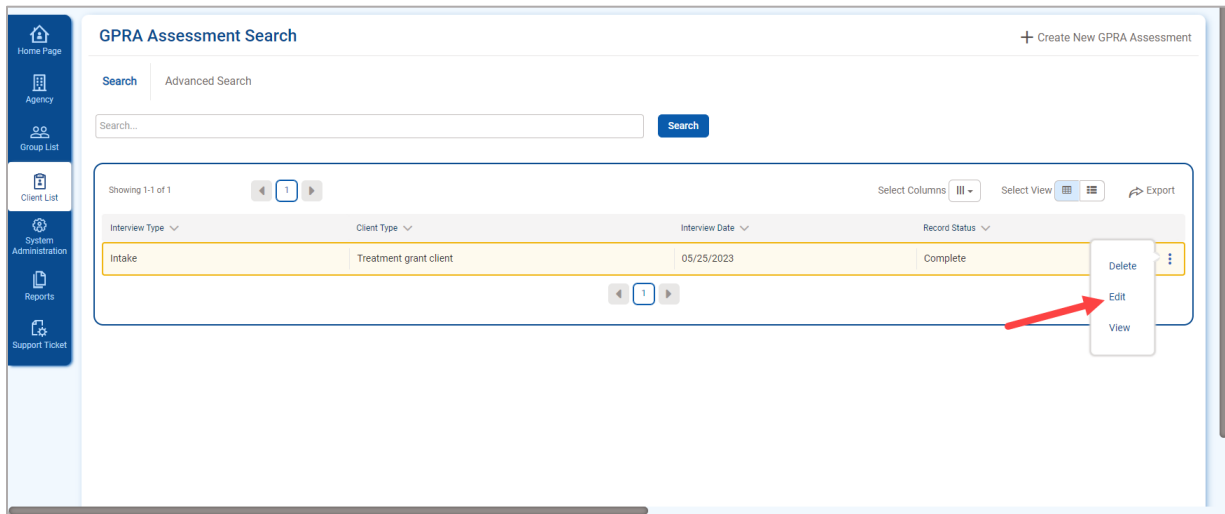 Home Page
Agency
Group List
Client List
System
Administration
Reports
Support Ticket
GPRA Assessment Search
Create New GPRA Assessment
Search
Advanced Search
Search...
Search
Showing 1-1 of 1
1
Select Columns
Select View
Export
Interview Type
Client Type
Interview Date
Record Status
Intake
Treatment grant client
05/25/2023
Complete
Delete
Edit
View
1